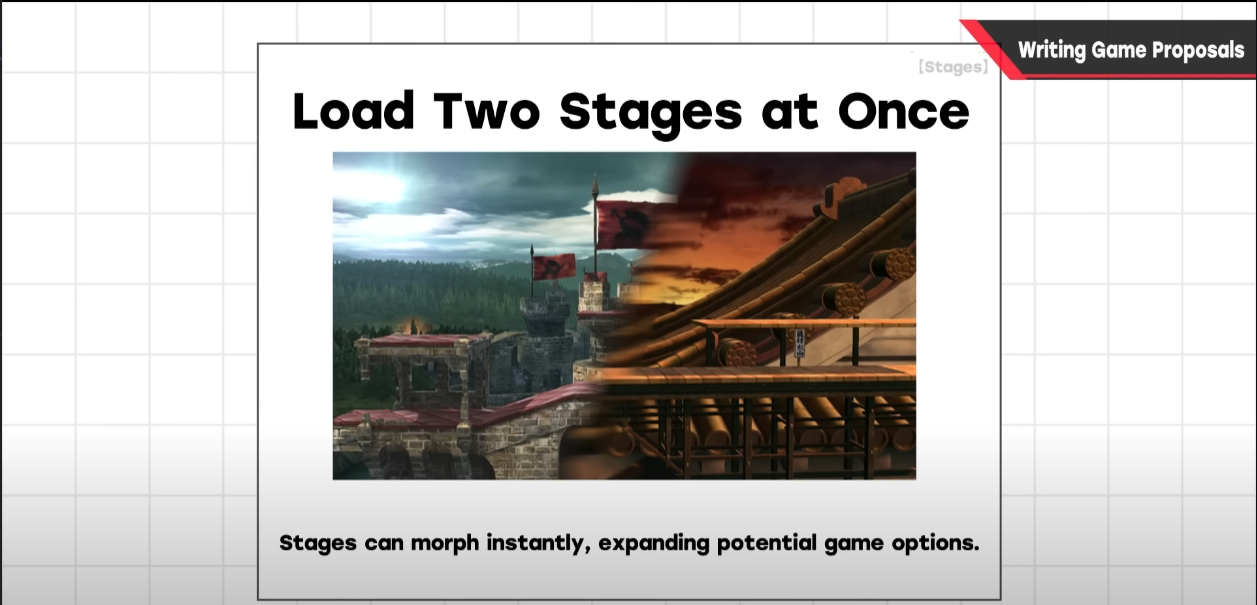 Writing Game Proposals
【Stages】
Load Two Stages at Once
Stages can morph instantly, expanding potential game options.